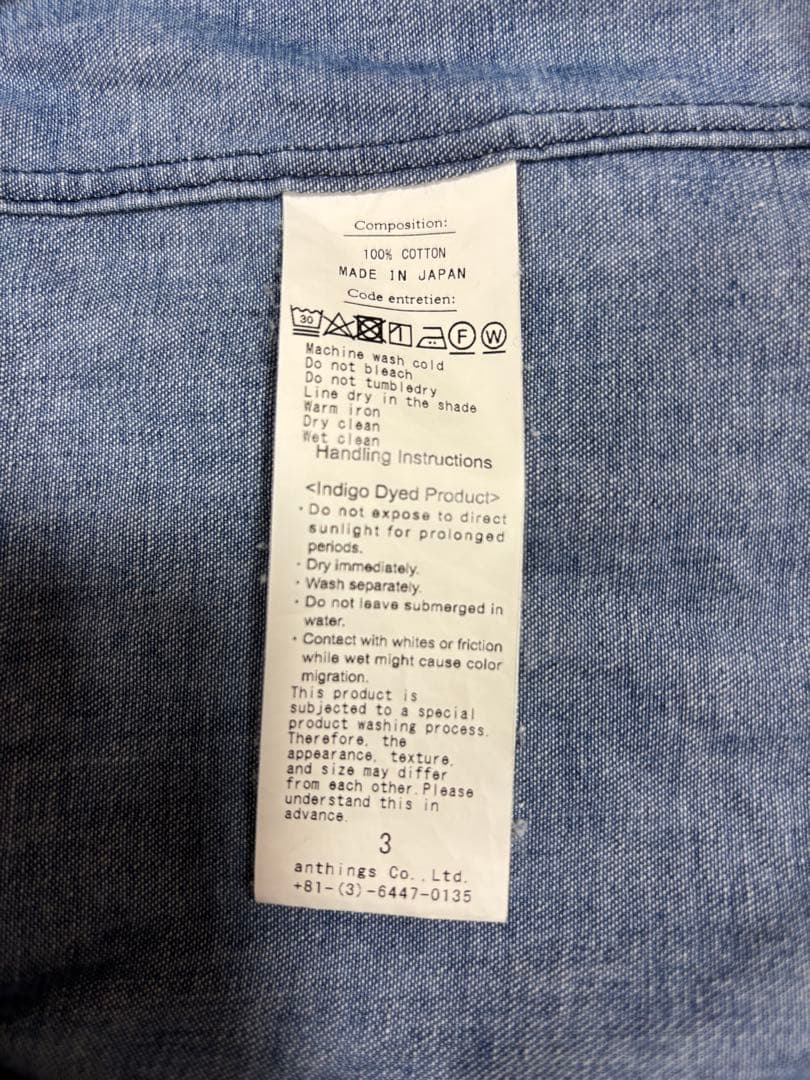 Composition:
100% COTTON
MADE IN JAPAN
Code entretien:
30 F W
Machine wash cold
Do not bleach
Do not tumbledry
Line dry in the shade
Warm iron
Dry clean
Wet clean
Handling Instructions
<Indigo Dyed Product>
・Do not expose to direct
sunlight for prolonged
periods.
・Dry immediately.
・Wash separately.
・Do not leave submerged in
water.
・Contact with whites or friction
while wet might cause color
migration.
This product is
subjected to a special
product washing process.
Therefore, the
appearance, texture,
and size may differ
from each other.Please
understand this in
advance.
3
anthings Co.,Ltd.
+81-(3)-6447-0135